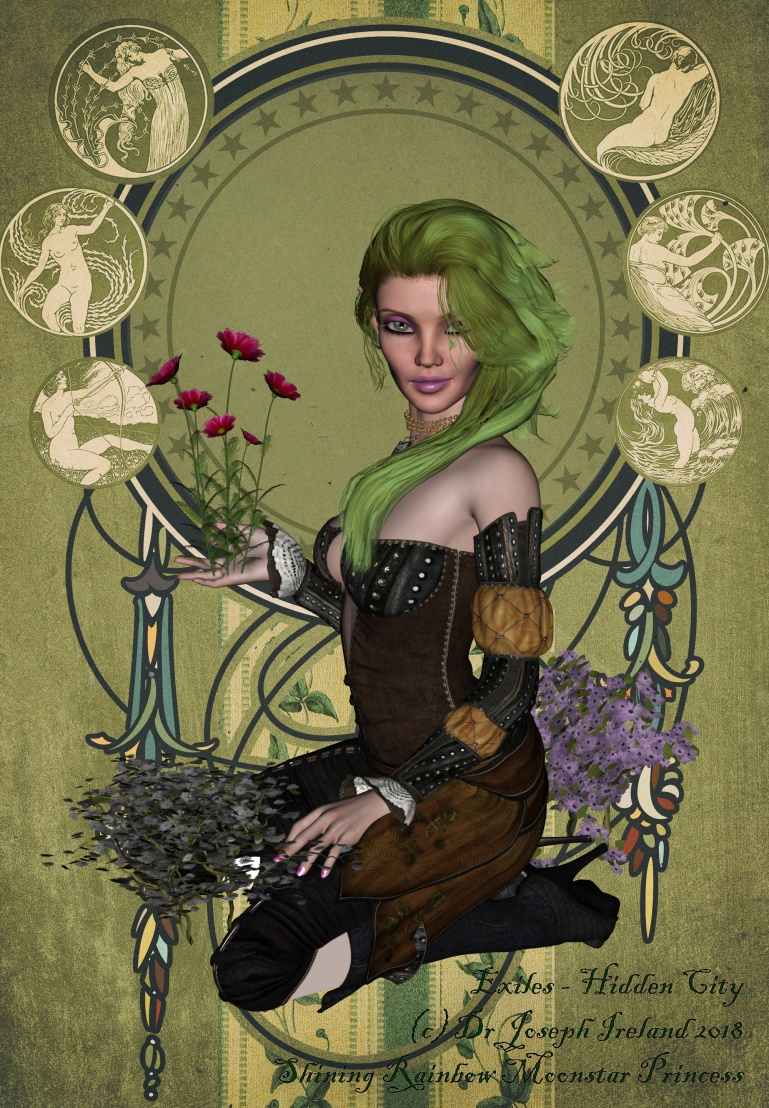 Exiles - Hidden City
(c) Dr Joseph Ireland 2018
Shining Rainbow Moonstar Princess